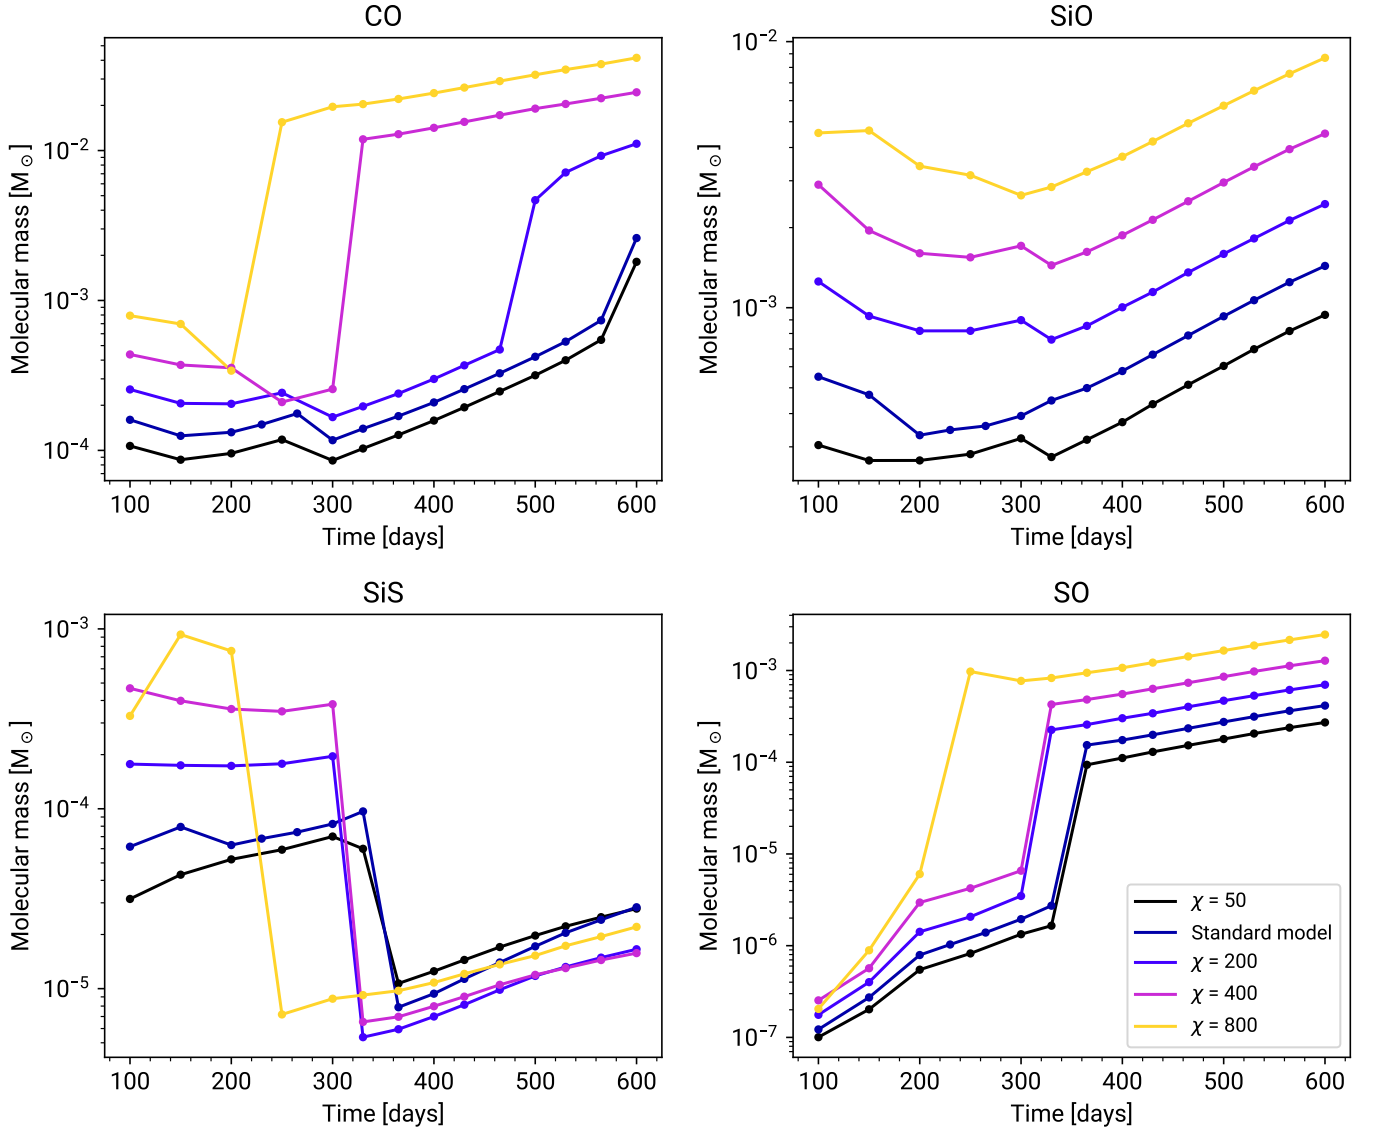 CO
SiO
Molecular mass [M⊙]
10⁻²
10⁻³
10⁻⁴
100 200 300 400 500 600
Time [days]
Molecular mass [M⊙]
10⁻²
10⁻³
100 200 300 400 500 600
Time [days]
SiS
SO
Molecular mass [M⊙]
10⁻³
10⁻⁴
10⁻⁵
100 200 300 400 500 600
Time [days]
Molecular mass [M⊙]
10⁻³
10⁻⁴
10⁻⁵
10⁻⁶
10⁻⁷
100 200 300 400 500 600
Time [days]
χ = 50
Standard model
χ = 200
χ = 400
χ = 800